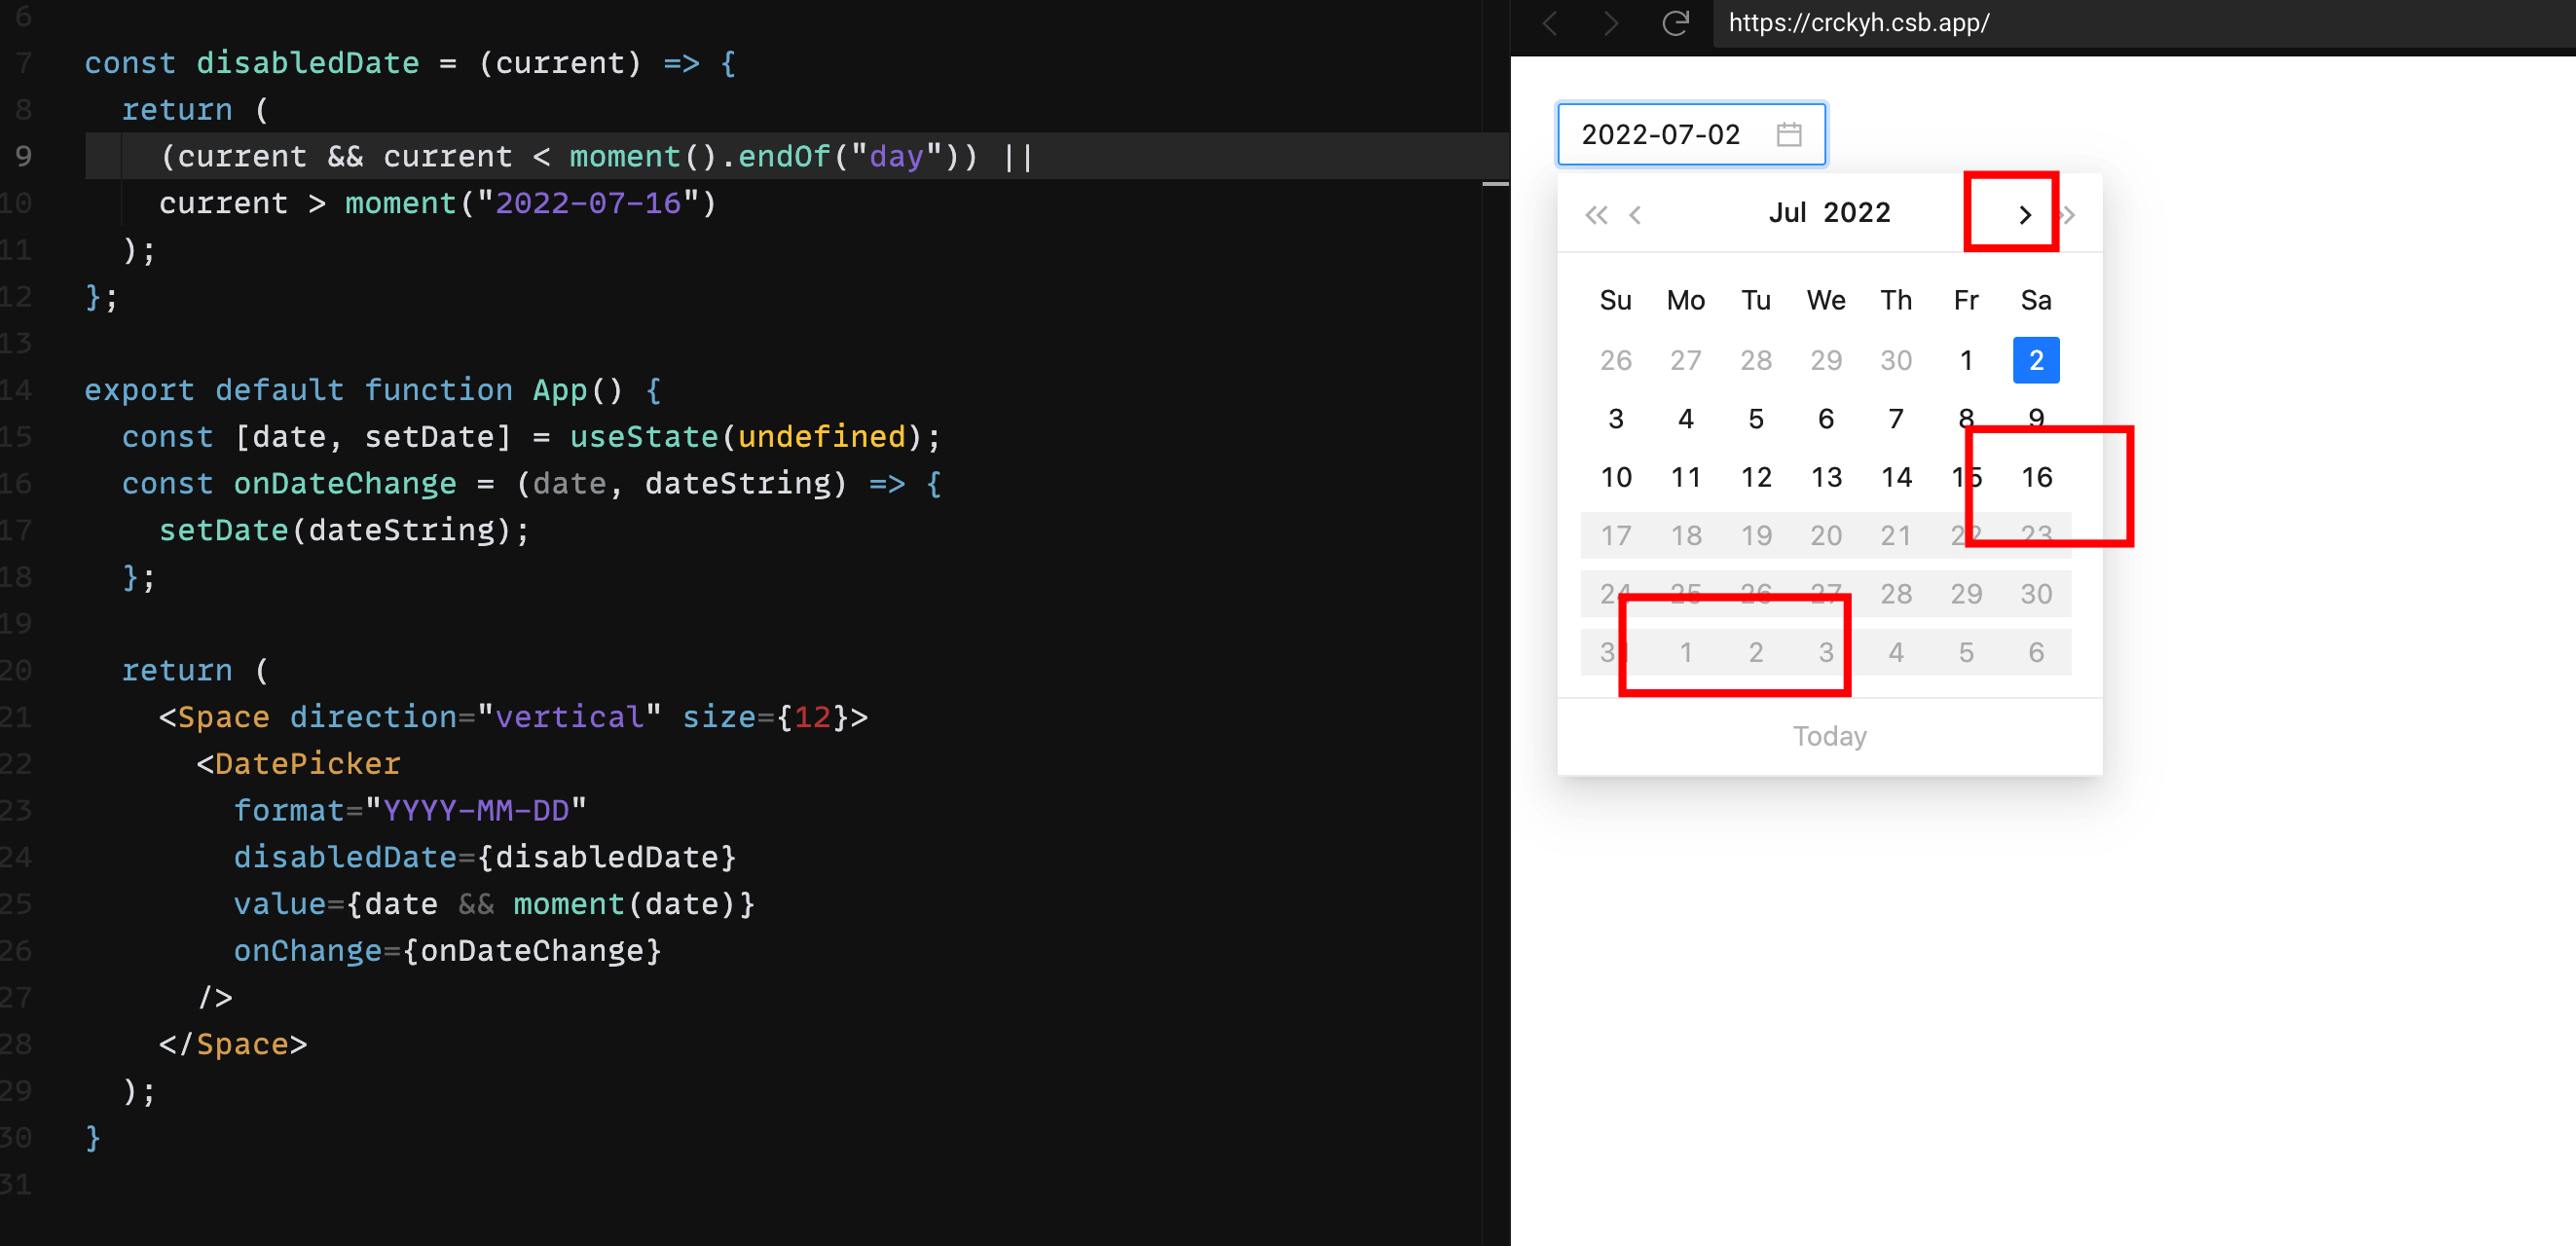 6
7 const disabledDate = (current) => {
8 return (
9 (current && current < moment().endOf("day")) ||
10 current > moment("2022-07-16")
11 );
12 };
13
14 export default function App() {
15 const [date, setDate] = useState(undefined);
16 const onDateChange = (date, dateString) => {
17 setDate(dateString);
18 };
19
20 return (
21 <Space direction="vertical" size={12}>
22 <DatePicker
23 format="YYYY-MM-DD"
24 disabledDate={disabledDate}
25 value={date && moment(date)}
26 onChange={onDateChange}
27 />
28 </Space>
29 );
30 }
31
https://crckyh.csb.app/
2022-07-02
Jul 2022
Su Mo Tu We Th Fr Sa
26 27 28 29 30 1 2
3 4 5 6 7 8 9
10 11 12 13 14 15 16
17 18 19 20 21 22 23
24 25 26 27 28 29 30
31 1 2 3 4 5 6
Today